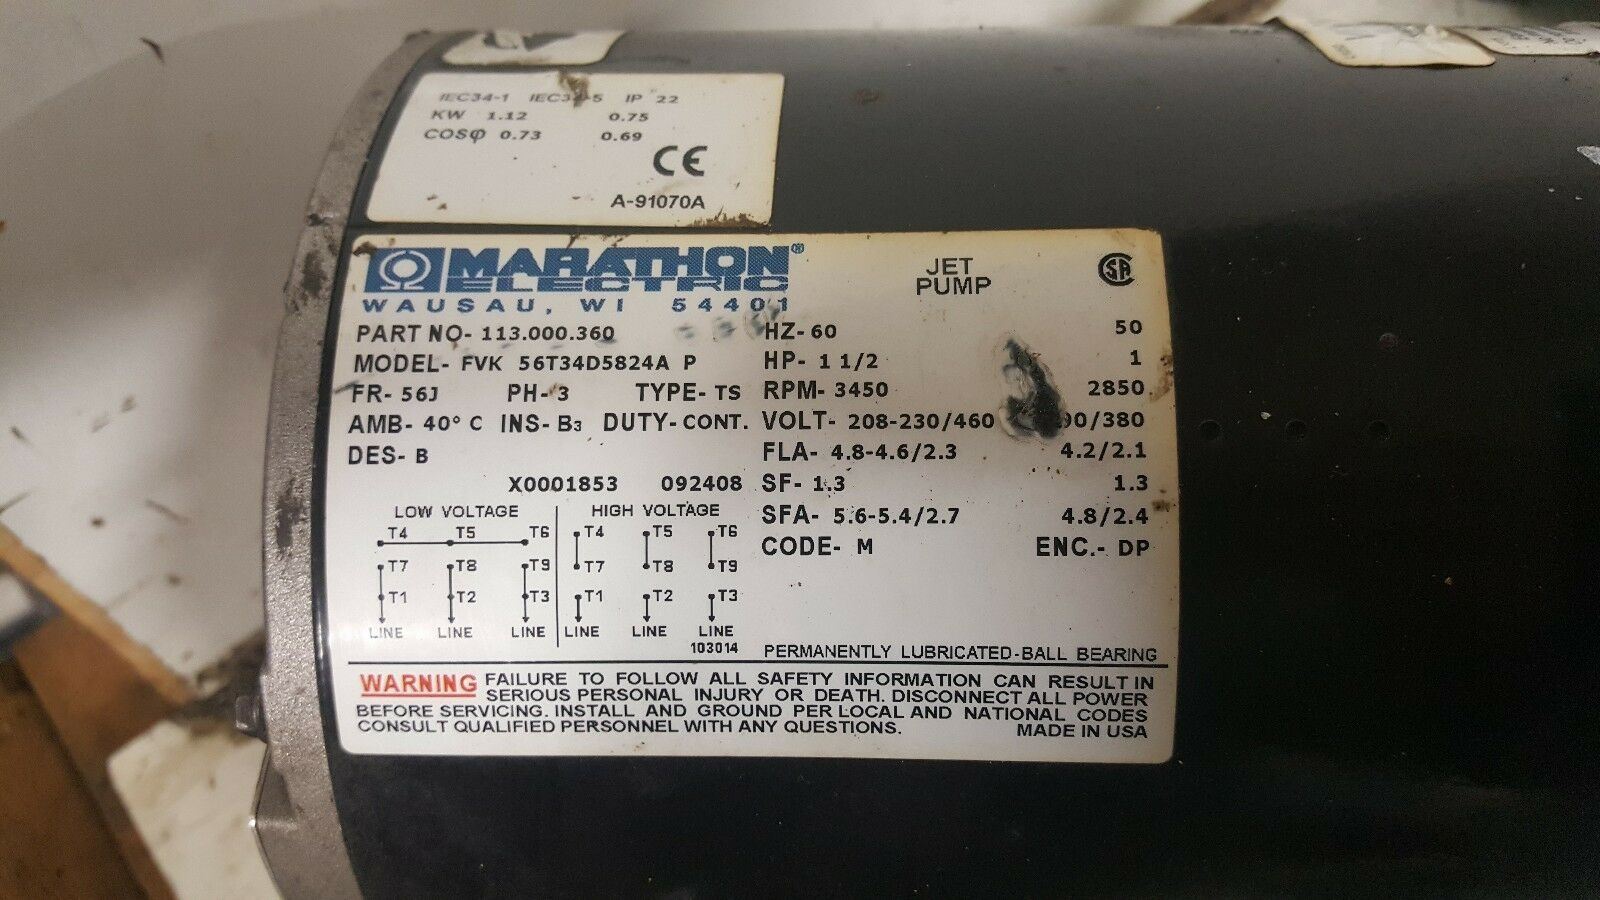 IEC34-1 IEC34-5 IP 22
KW 1.12 0.75
COSφ 0.73 0.69
CE
A-91070A
MARATHON®
ELECTRIC
WAUSAU, WI 54401
JET
PUMP
PART NO- 113.000.360 HZ- 60 50
MODEL- FVK 56T34D5824A P HP- 1 1/2 1
FR- 56J PH- 3 TYPE- TS RPM- 3450 2850
AMB- 40° C INS- B3 DUTY- CONT. VOLT- 208-230/460 /380
DES- B FLA- 4.8-4.6/2.3 4.2/2.1
X0001853 092408 SF- 1.3 1.3
SFA- 5.6-5.4/2.7 4.8/2.4
CODE- M ENC.- DP
LOW VOLTAGE HIGH VOLTAGE
T4 T5 T6 T4 T5 T6
T7 T8 T9 T7 T8 T9
T1 T2 T3 T1 T2 T3
LINE LINE LINE LINE LINE LINE
103014
PERMANENTLY LUBRICATED-BALL BEARING
WARNING FAILURE TO FOLLOW ALL SAFETY INFORMATION CAN RESULT IN
SERIOUS PERSONAL INJURY OR DEATH. DISCONNECT ALL POWER
BEFORE SERVICING. INSTALL AND GROUND PER LOCAL AND NATIONAL CODES
CONSULT QUALIFIED PERSONNEL WITH ANY QUESTIONS. MADE IN USA